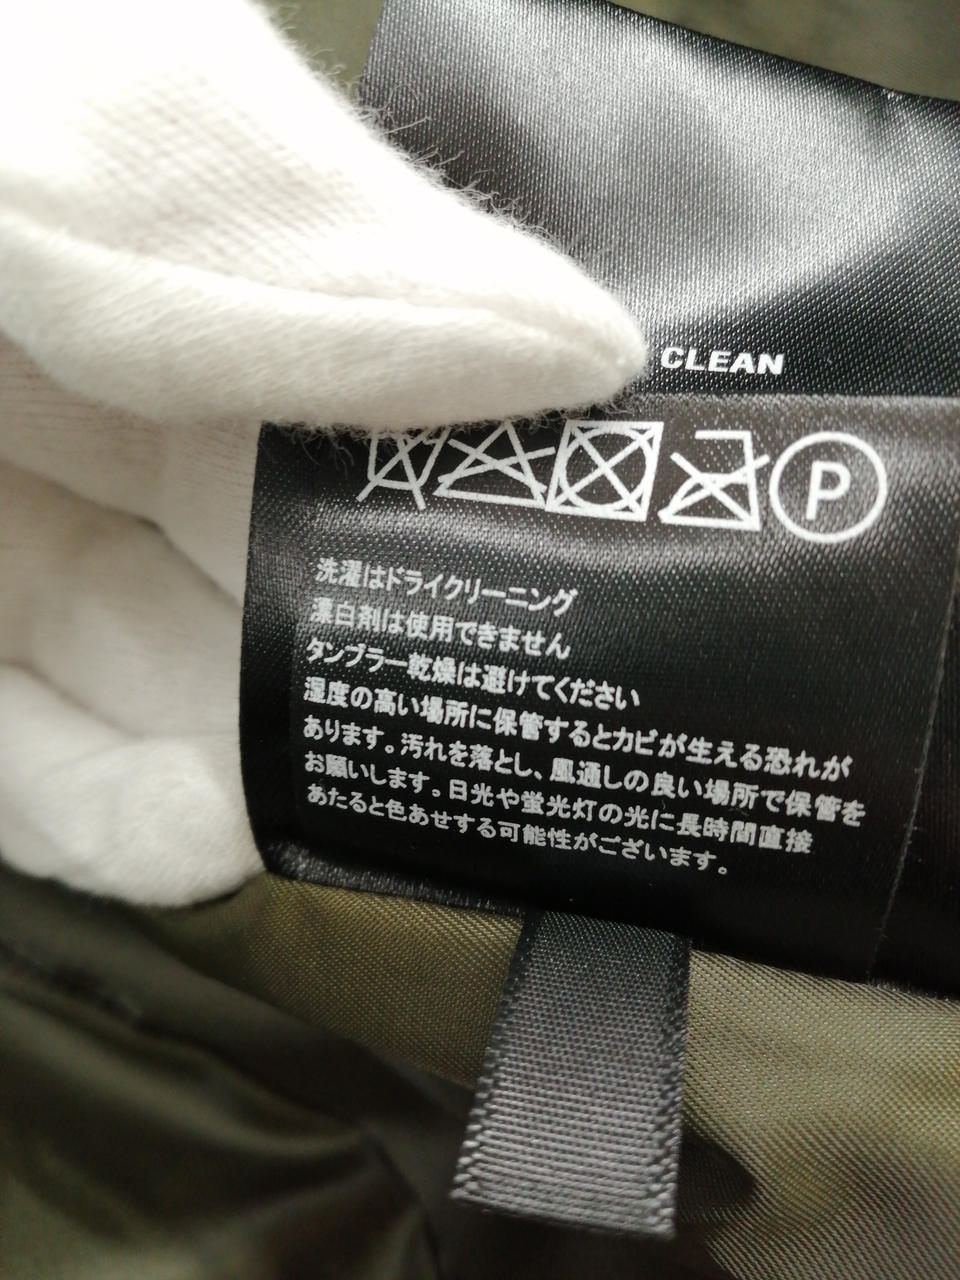 CLEAN
P
洗濯はドライクリーニング
漂白剤は使用できません
タンブラー乾燥は避けてください
湿度の高い場所に保管するとカビが生える恐れが
あります。汚れを落とし、風通しの良い場所で保管を
お願いします。日光や蛍光灯の光に長時間直接
あたると色あせする可能性がございます。